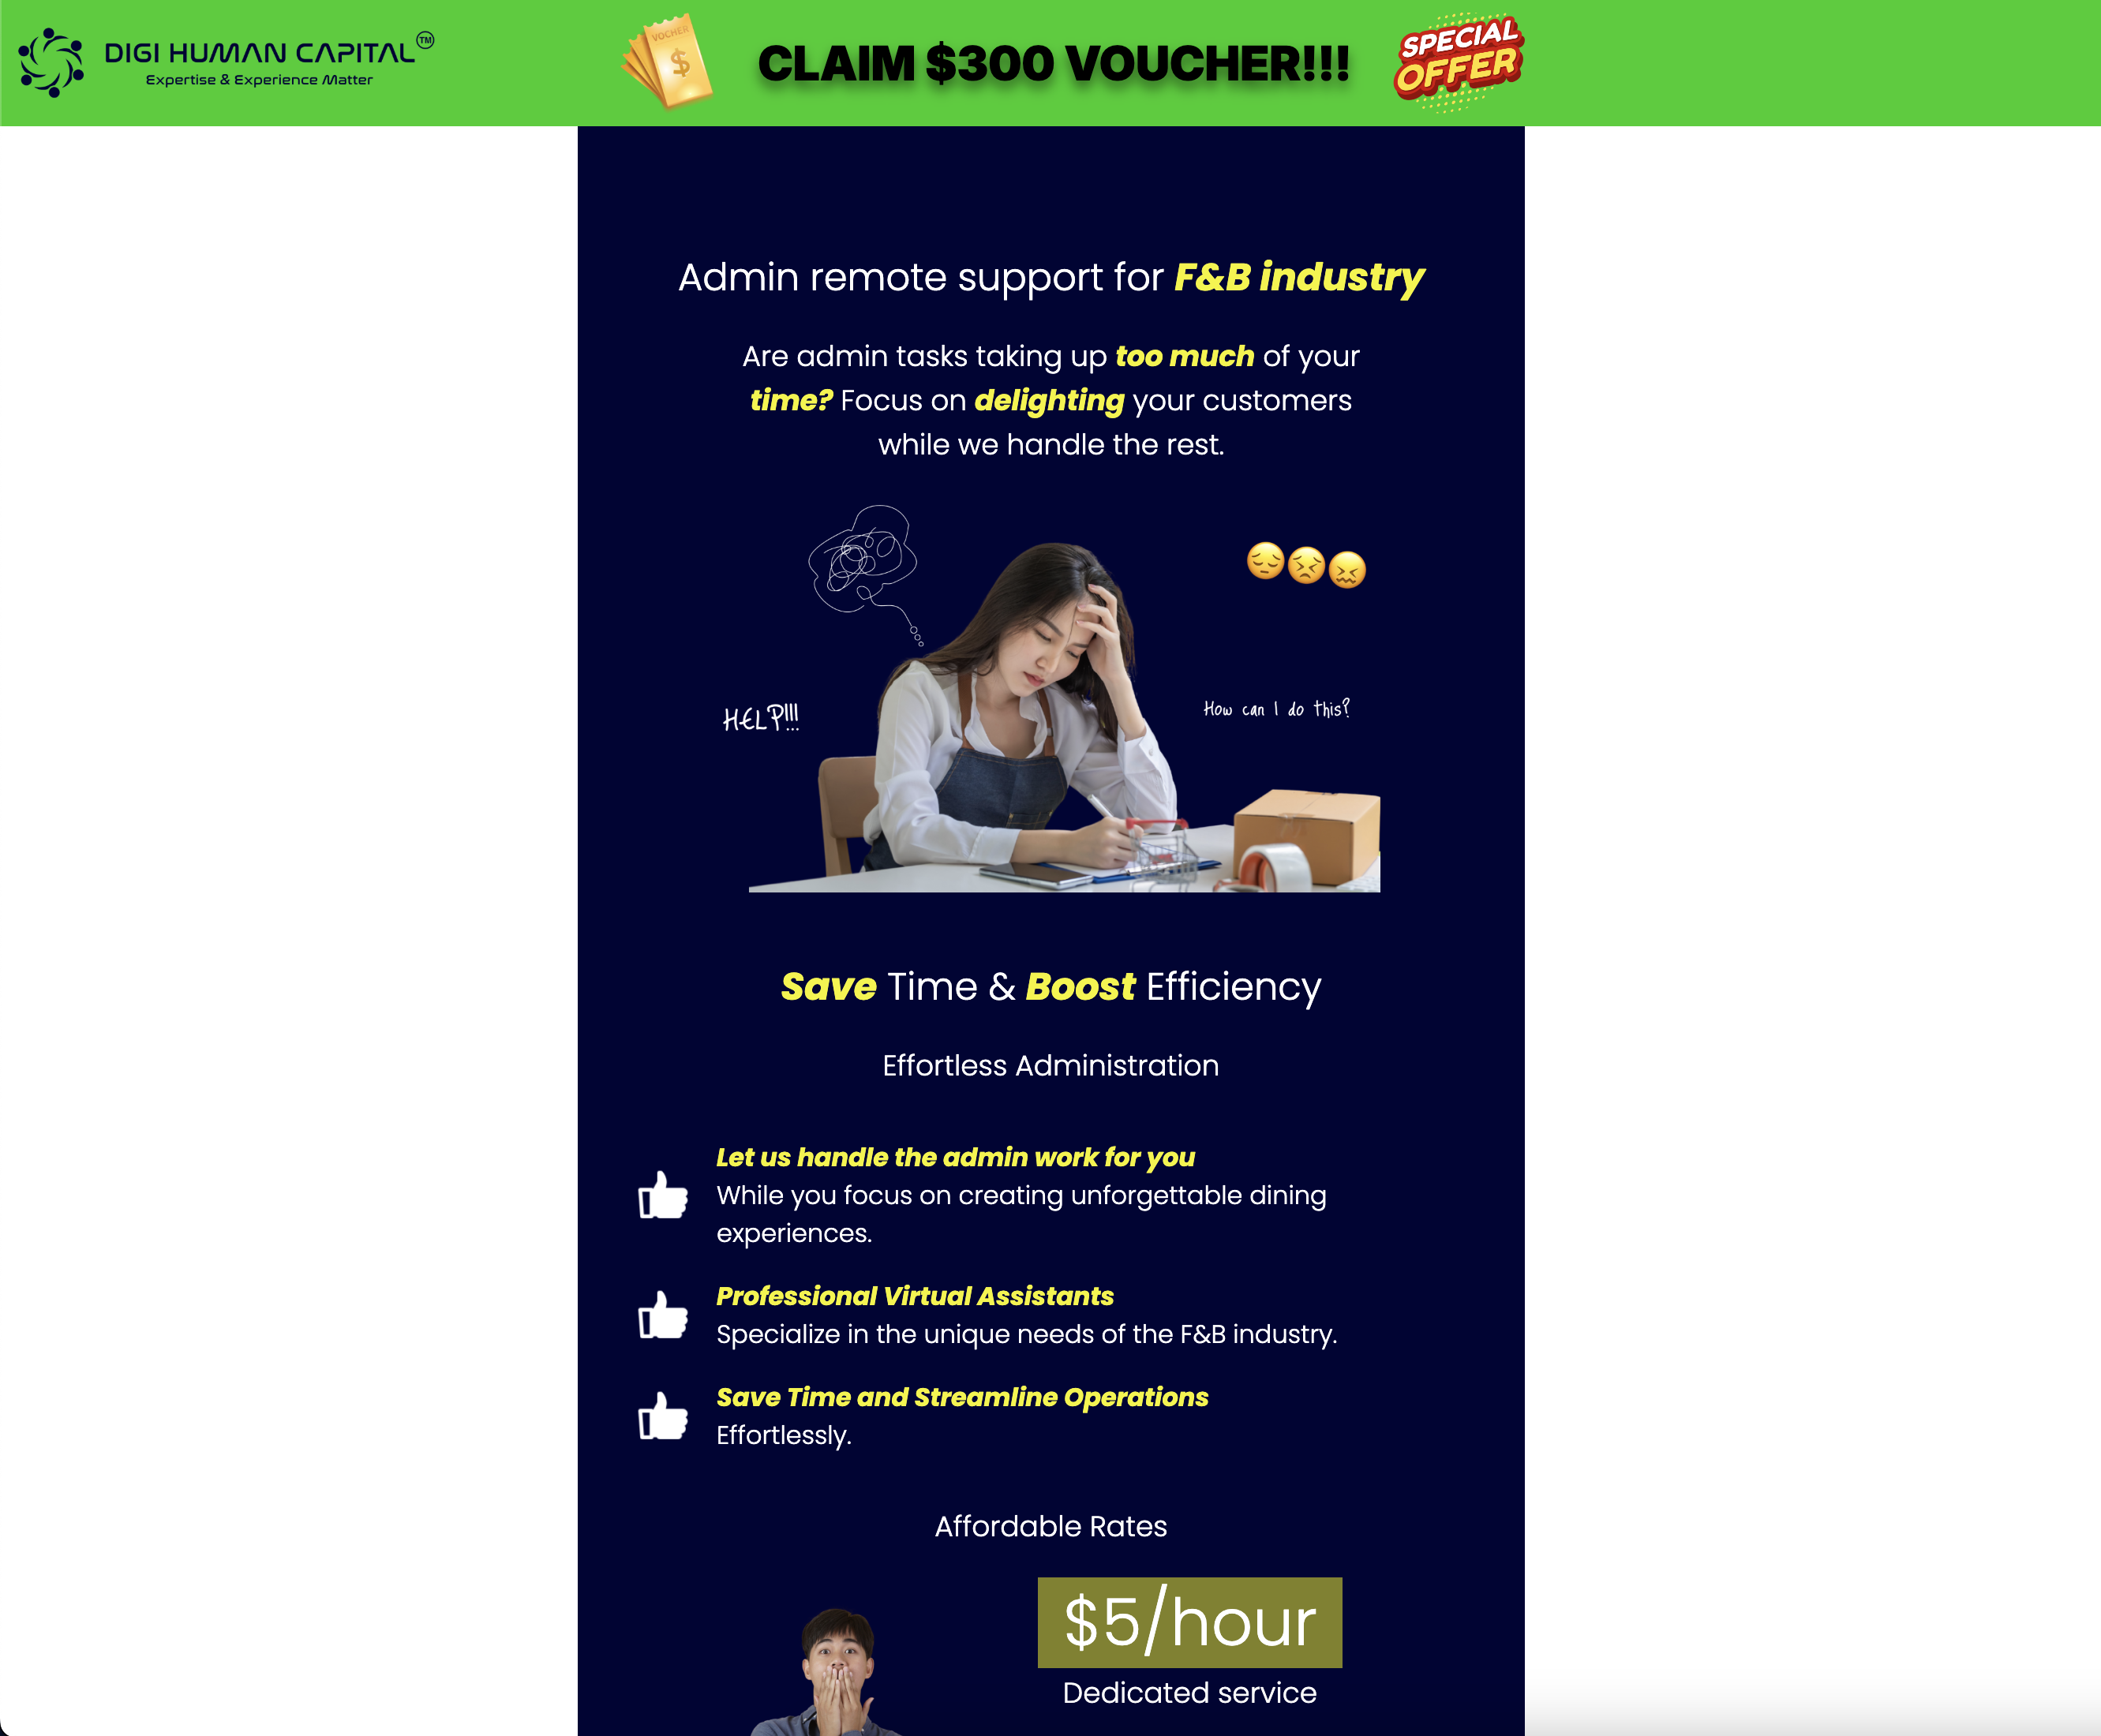 DIGI HUMAN CAPITAL TM
Expertise & Experience Matter
VOCHER
$
CLAIM $300 VOUCHER!!!
SPECIAL
OFFER
Admin remote support for F&B industry
Are admin tasks taking up too much of your
time? Focus on delighting your customers
while we handle the rest.
HELP!!!
How can I do this?
Save Time & Boost Efficiency
Effortless Administration
Let us handle the admin work for you
While you focus on creating unforgettable dining
experiences.
Professional Virtual Assistants
Specialize in the unique needs of the F&B industry.
Save Time and Streamline Operations
Effortlessly.
Affordable Rates
$5/hour
Dedicated service